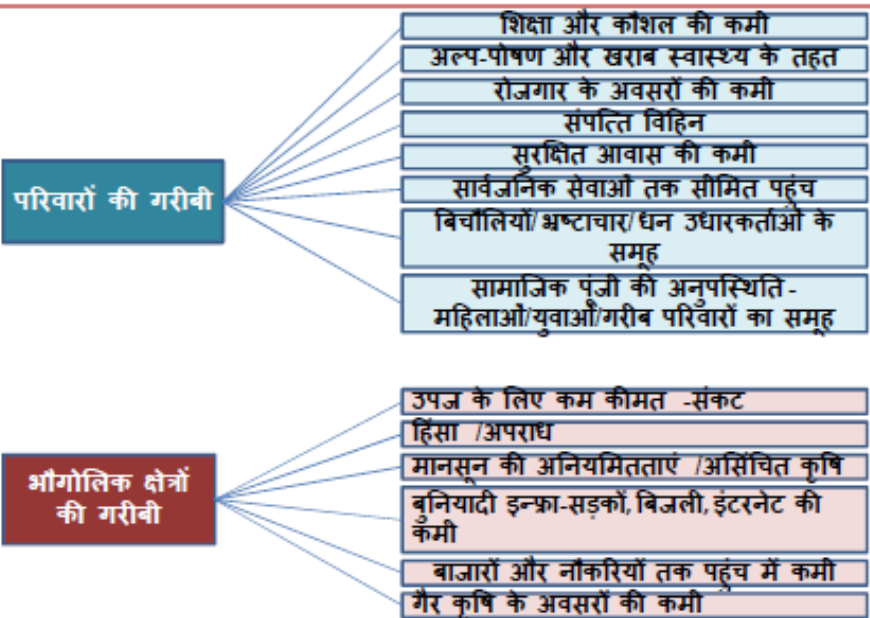 शिक्षा और कौशल की कमी
अल्प-पोषण और खराब स्वास्थ्य के तहत
रोजगार के अवसरों की कमी
संपत्ति विहिन
सुरक्षित आवास की कमी
परिवारों की गरीबी
सार्वजनिक सेवाओं तक सीमित पहुंच
बिचौलियों/भ्रष्टाचार/धन उधारकर्ताओं के
समूह
सामाजिक पूंजी की अनुपस्थिति -
महिलाओं/युवाओं/गरीब परिवारों का समूह
उपज के लिए कम कीमत -संकट
हिंसा /अपराध
मानसून की अनियमितताएं /असिंचित कृषि
भौगोलिक क्षेत्रों
की गरीबी
बुनियादी इन्फ्रा-सड़कों, बिजली, इंटरनेट की
कमी
बाजारों और नौकरियों तक पहुंच में कमी
गैर कृषि के अवसरों की कमी